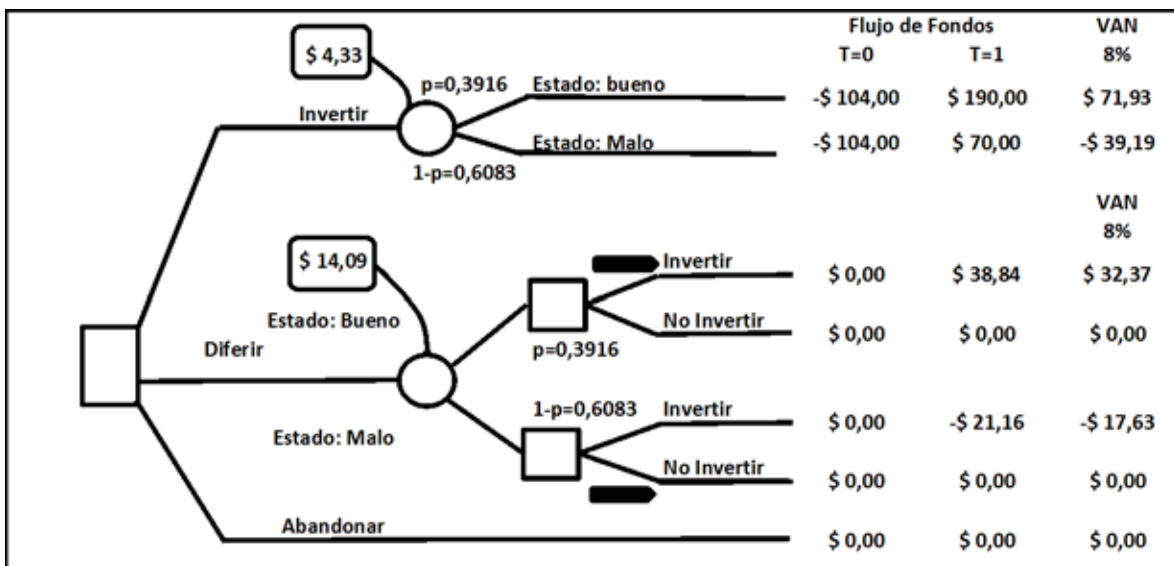 Flujo de Fondos VAN
T=0 T=1 8%
$ 4,33
p=0,3916
Estado: bueno -$ 104,00 $ 190,00 $ 71,93
Invertir
Estado: Malo -$ 104,00 $ 70,00 -$ 39,19
1-p=0,6083
VAN
8%
$ 14,09
Invertir $ 0,00 $ 38,84 $ 32,37
Estado: Bueno
No Invertir $ 0,00 $ 0,00 $ 0,00
Diferir
p=0,3916
1-p=0,6083
Invertir $ 0,00 -$ 21,16 -$ 17,63
Estado: Malo
No Invertir $ 0,00 $ 0,00 $ 0,00
Abandonar $ 0,00 $ 0,00 $ 0,00